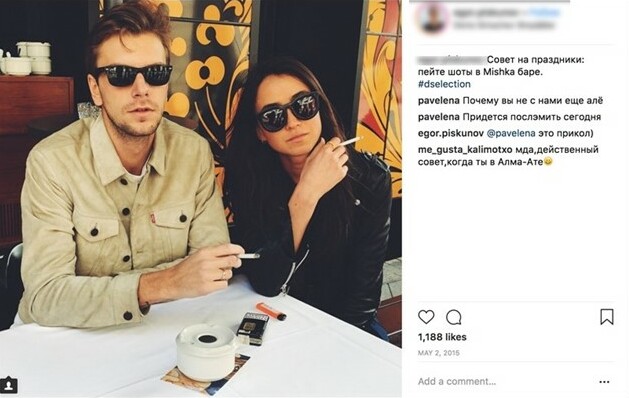 Совет на праздники:
пейте шоты в Mishka баре.
#dselection
pavelena Почему вы не с нами еще алё
pavelena Придется послэмить сегодня
egor.piskunov @pavelena это прикол)
me_gusta_kalimotxo мда,действенный
совет,когда ты в Алма-Ате
1,188 likes
MAY 2, 2015
Add a comment...